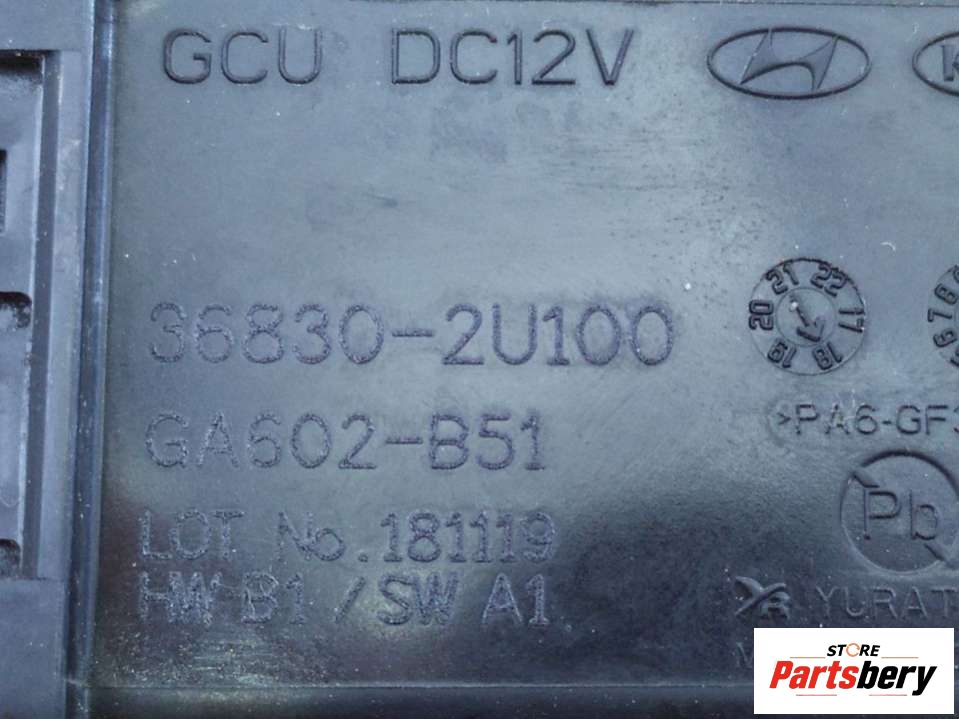 GCU DC12V
36830-2U100
20 21 22 17 18 19
GA602-B51
>PA6-GF3
Pb
LOT No.181119
HW B1 / SW A1
YURAT
STORE
Partsbery